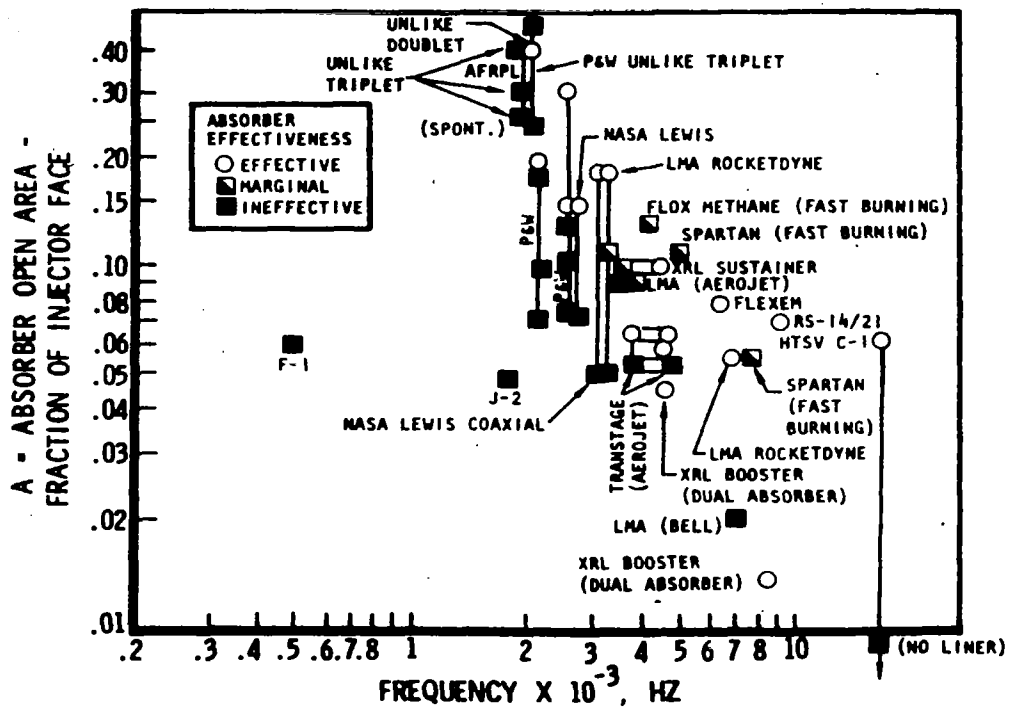 A - ABSORBER OPEN AREA -
FRACTION OF INJECTOR FACE
.40
.30
.20
.15
.10
.08
.06
.05
.04
.02
.01
ABSORBER
EFFECTIVENESS
EFFECTIVE
MARGINAL
INEFFECTIVE
UNLIKE
DOUBLET
UNLIKE
TRIPLET
AFRPL
P&W UNLIKE TRIPLET
(SPONT.)
NASA LEWIS
LMA ROCKETDYNE
FLOX METHANE (FAST BURNING)
SPARTAN (FAST BURNING)
P&W
P&W
XRL SUSTAINER
LMA (AEROJET)
FLEXEM
RS-14/21
HTSV C-1
F-1
J-2
NASA LEWIS COAXIAL
TRANSTAGE
(AEROJET)
SPARTAN
(FAST
BURNING)
LMA ROCKETDYNE
XRL BOOSTER
(DUAL ABSORBER)
LMA (BELL)
XRL BOOSTER
(DUAL ABSORBER)
(NO LINER)
.2 .3 .4 .5 .6 .7 .8 1 2 3 4 5 6 7 8 10
FREQUENCY X 10⁻³, HZ